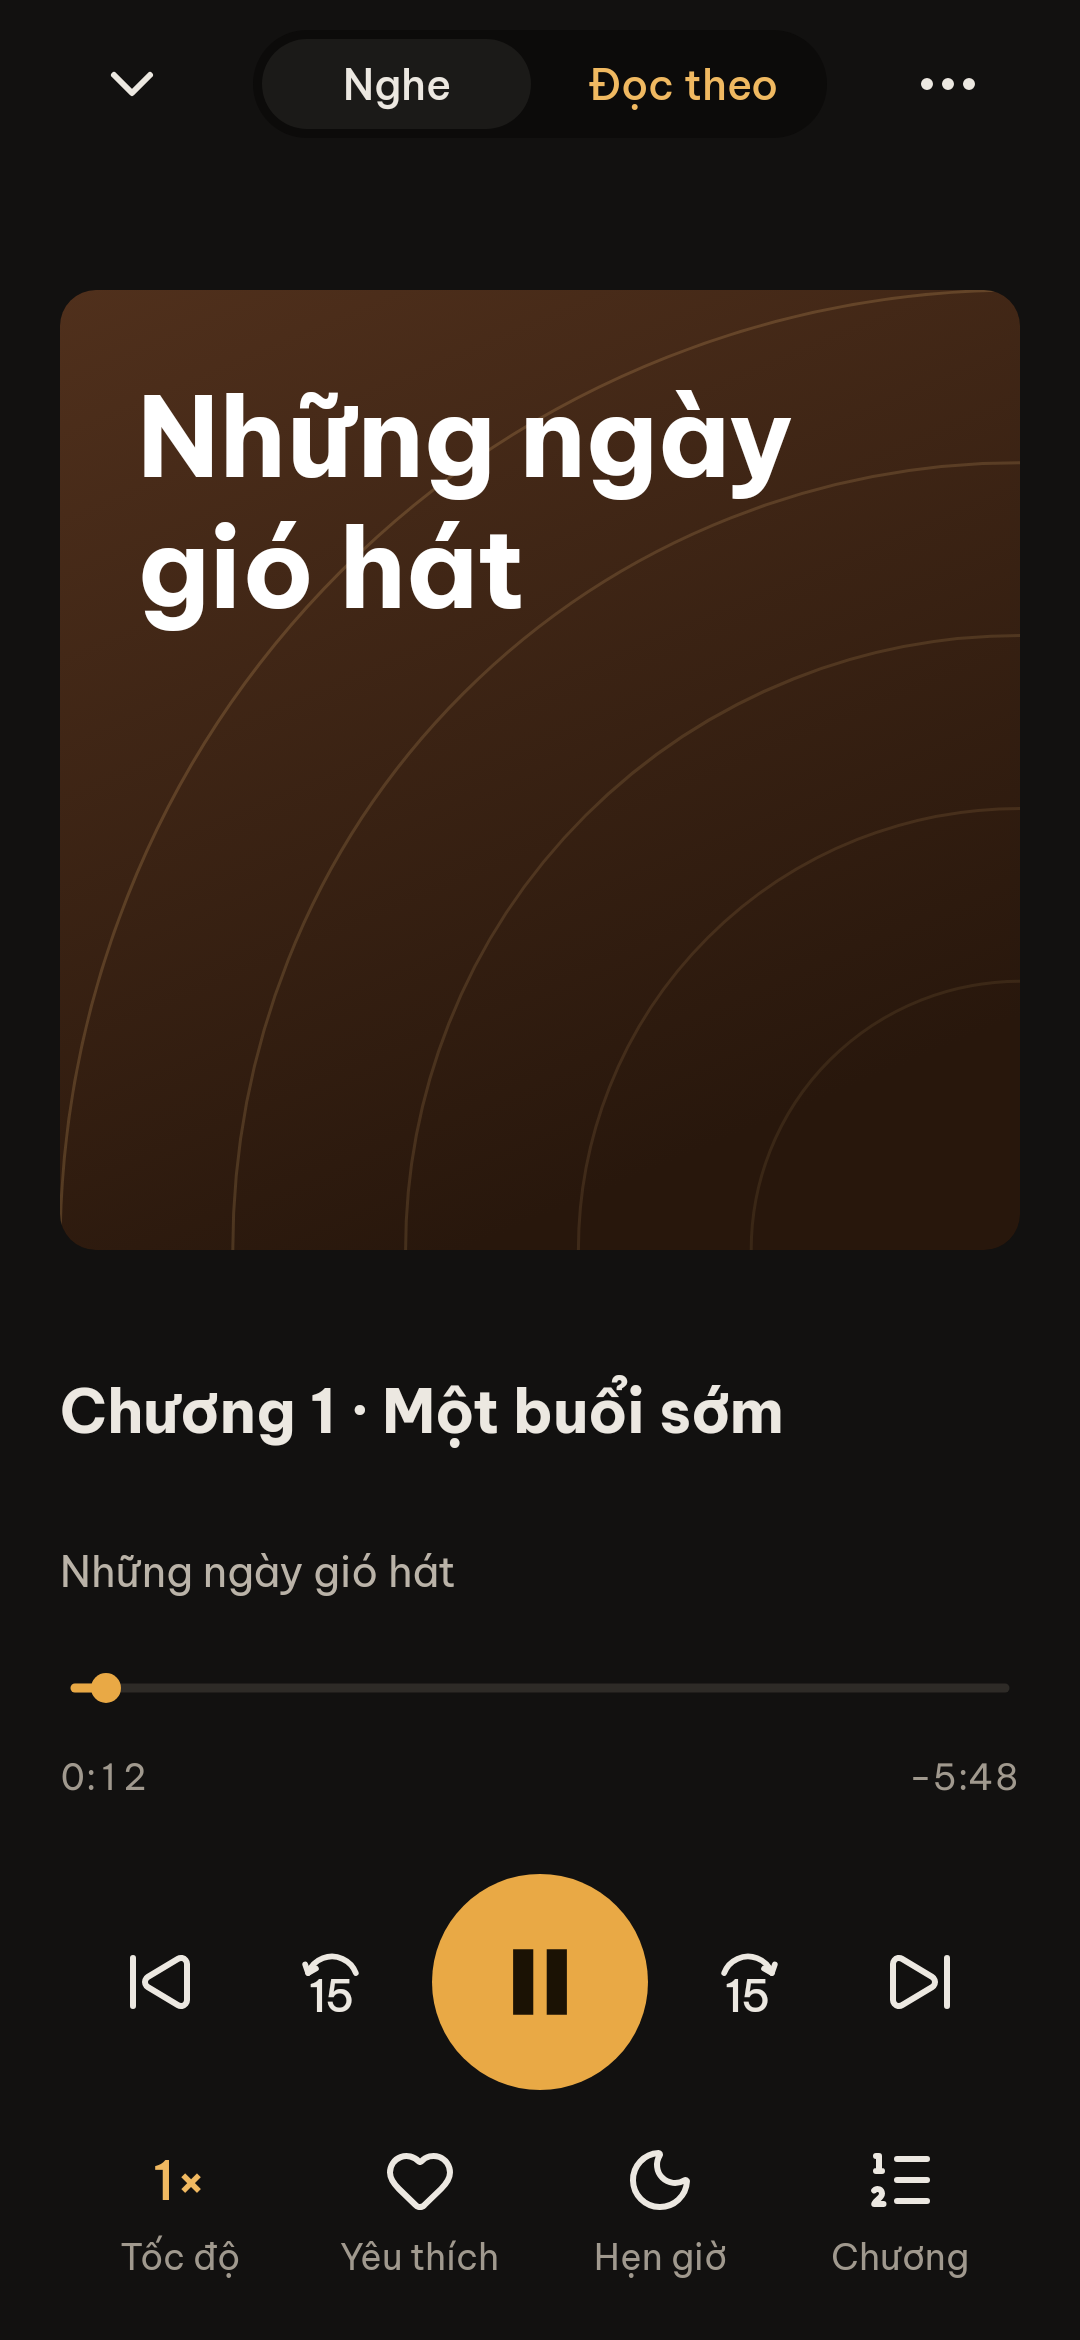 Nghe
Đọc theo
Những ngày
gió hát
Chương 1 · Một buổi sớm
Những ngày gió hát
0:12
−5:48
15
15
1×
Tốc độ
Yêu thích
Hẹn giờ
Chương